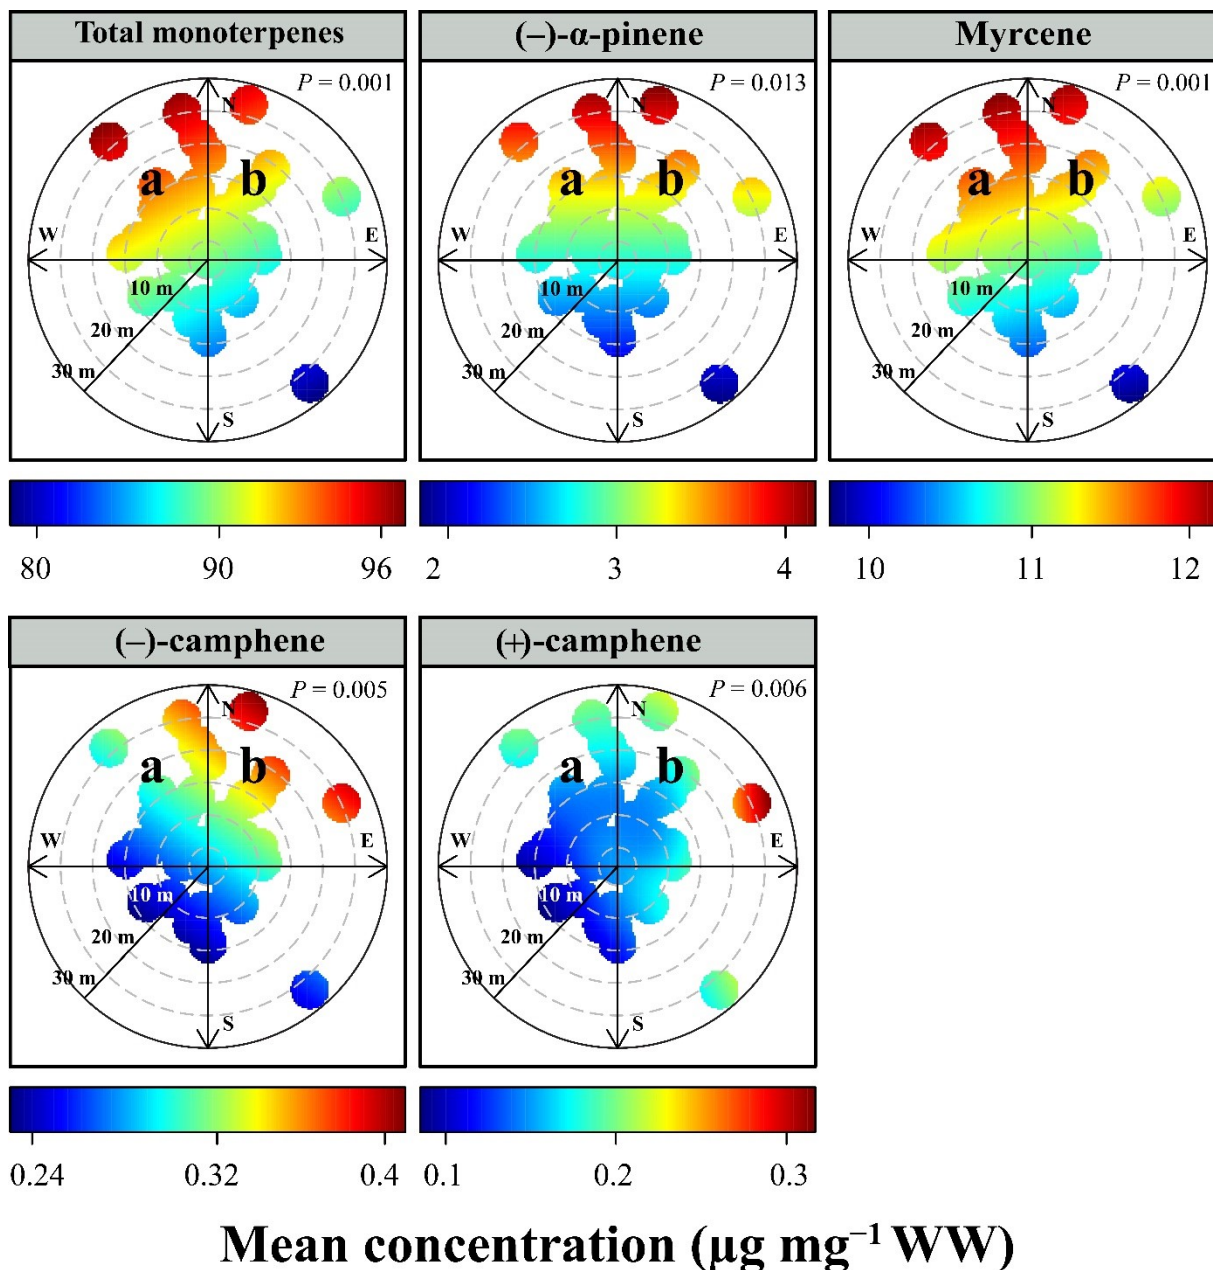 Total monoterpenes
(−)-α-pinene
Myrcene
P = 0.001
P = 0.013
P = 0.001
N
N
N
a b
a b
a b
W E
W E
W E
10 m
10 m
10 m
20 m
20 m
20 m
30 m
30 m
30 m
S
S
S
80 90 96
2 3 4
10 11 12
(−)-camphene
(+)-camphene
P = 0.005
P = 0.006
N
N
a b
a b
W E
W E
10 m
10 m
20 m
20 m
30 m
30 m
S
S
0.24 0.32 0.4
0.1 0.2 0.3
Mean concentration (µg mg⁻¹ WW)